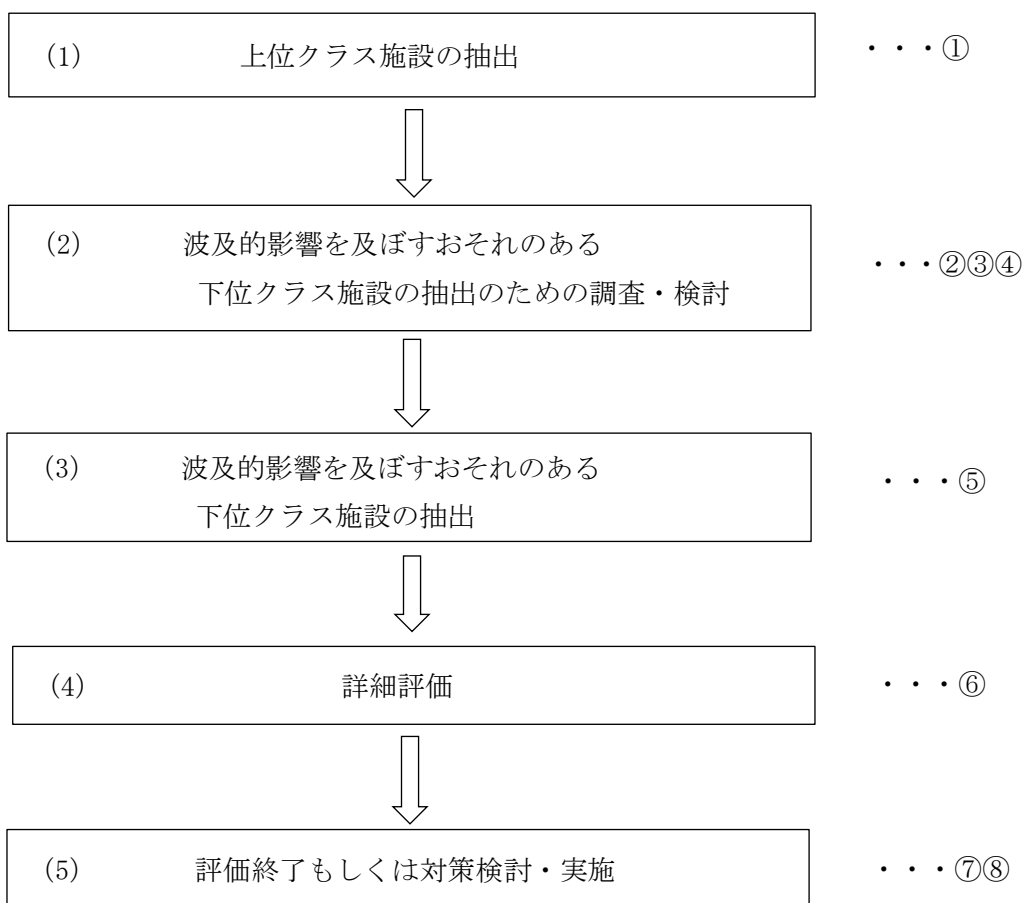 (1) 上位クラス施設の抽出 ・・・①
(2) 波及的影響を及ぼすおそれのある
下位クラス施設の抽出のための調査・検討 ・・・②③④
(3) 波及的影響を及ぼすおそれのある
下位クラス施設の抽出 ・・・⑤
(4) 詳細評価 ・・・⑥
(5) 評価終了もしくは対策検討・実施 ・・・⑦⑧